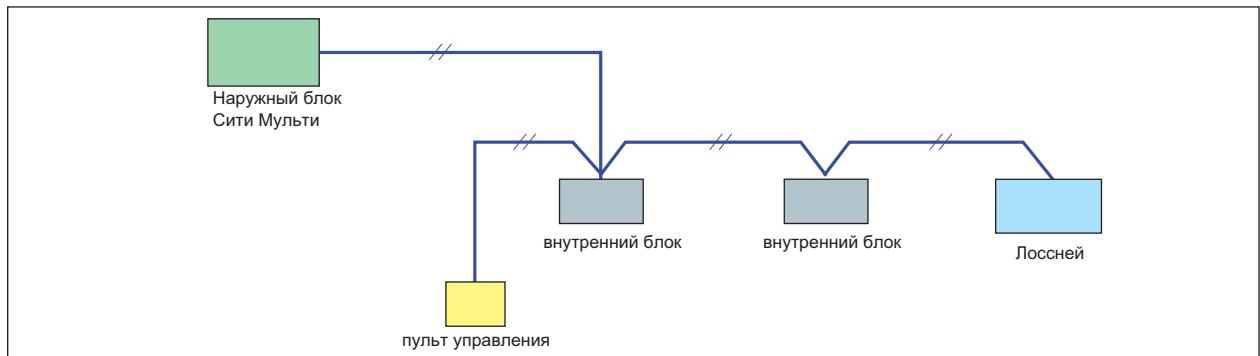 Наружный блок
Сити Мульти
внутренний блок
внутренний блок
Лоссней
пульт управления